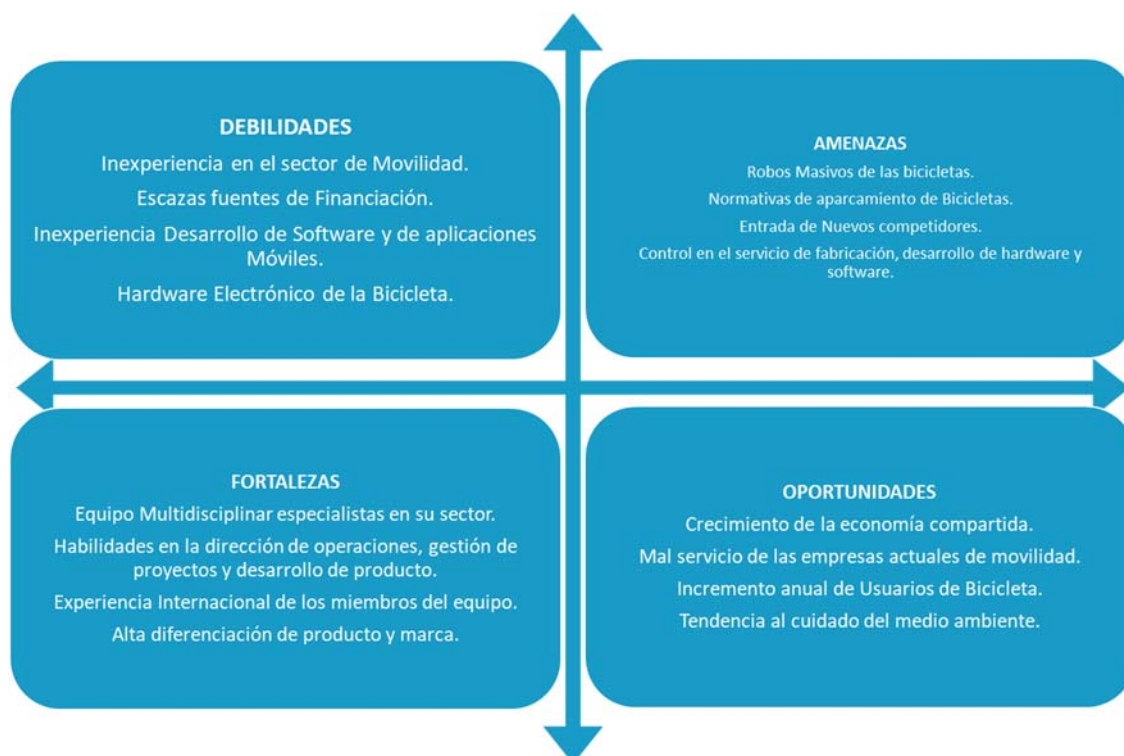 DEBILIDADES
Inexperiencia en el sector de Movilidad.
Escazas fuentes de Financiación.
Inexperiencia Desarrollo de Software y de aplicaciones
Móviles.
Hardware Electrónico de la Bicicleta.
AMENAZAS
Robos Masivos de las bicicletas.
Normativas de aparcamiento de Bicicletas.
Entrada de Nuevos competidores.
Control en el servicio de fabricación, desarrollo de hardware y
software.
FORTALEZAS
Equipo Multidisciplinar especialistas en su sector.
Habilidades en la dirección de operaciones, gestión de
proyectos y desarrollo de producto.
Experiencia Internacional de los miembros del equipo.
Alta diferenciación de producto y marca.
OPORTUNIDADES
Crecimiento de la economía compartida.
Mal servicio de las empresas actuales de movilidad.
Incremento anual de Usuarios de Bicicleta.
Tendencia al cuidado del medio ambiente.